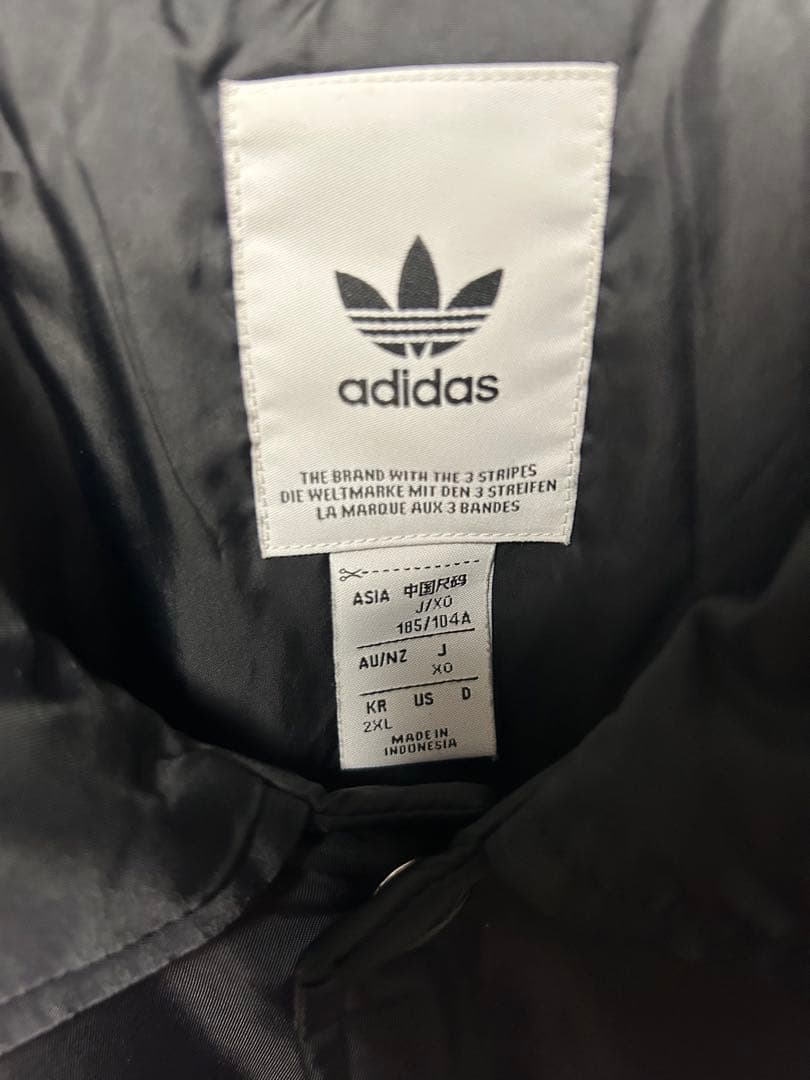 adidas
THE BRAND WITH THE 3 STRIPES
DIE WELTMARKE MIT DEN 3 STREIFEN
LA MARQUE AUX 3 BANDES
ASIA 中国尺码
J/XO
185/104A
AU/NZ J
XO
KR US D
2XL
MADE IN
INDONESIA